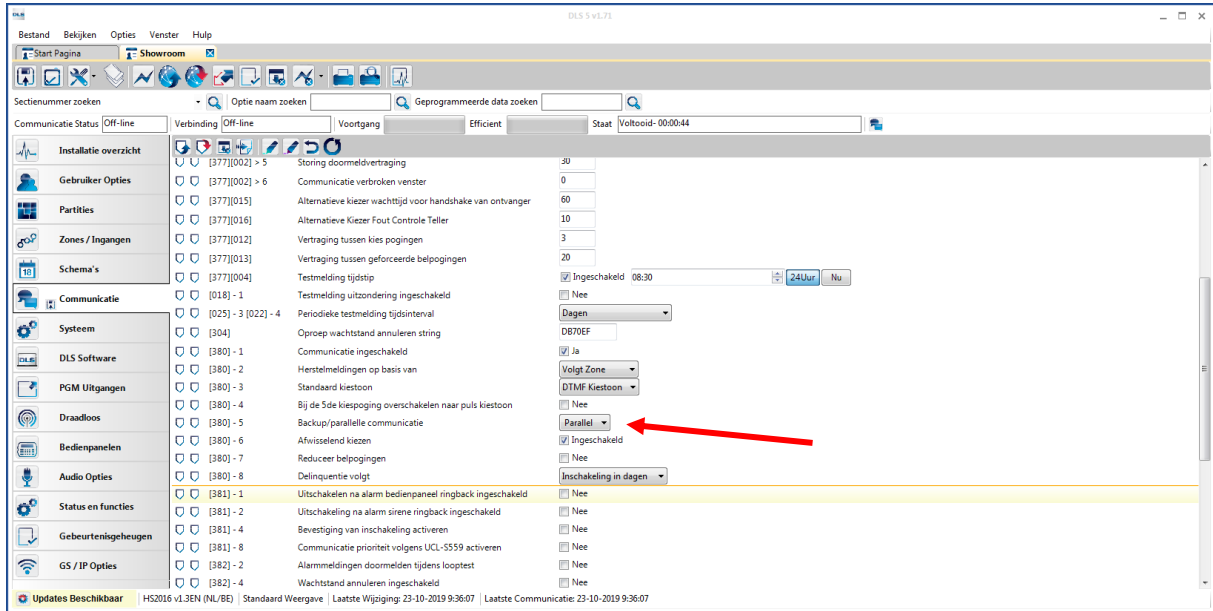 DLS 5 v1.71
Bestand Bekijken Opties Venster Hulp
Start Pagina Showroom
Sectienummer zoeken Optie naam zoeken Geprogrammeerde data zoeken
Communicatie Status Off-line Verbinding Off-line Voortgang Efficient Staat Voltooid- 00:00:44
Installatie overzicht
Gebruiker Opties
Partities
Zones / Ingangen
Schema's
Communicatie
Systeem
DLS Software
PGM Uitgangen
Draadloos
Bedienpanelen
Audio Opties
Status en functies
Gebeurtenisgeheugen
GS / IP Opties
[377][002] > 5 Storing doormeldvertraging 30
[377][002] > 6 Communicatie verbroken venster 0
[377][015] Alternatieve kiezer wachttijd voor handshake van ontvanger 60
[377][016] Alternatieve Kiezer Fout Controle Teller 10
[377][012] Vertraging tussen kies pogingen 3
[377][013] Vertraging tussen geforceerde belpogingen 20
[377][004] Testmelding tijdstip Ingeschakeld 08:30 24Uur Nu
[018] - 1 Testmelding uitzondering ingeschakeld Nee
[025] - 3 [022] - 4 Periodieke testmelding tijdsinterval Dagen
[304] Oproep wachtstand annuleren string DB70EF
[380] - 1 Communicatie ingeschakeld Ja
[380] - 2 Herstelmeldingen op basis van Volgt Zone
[380] - 3 Standaard kiestoon DTMF Kiestoon
[380] - 4 Bij de 5de kiespoging overschakelen naar puls kiestoon Nee
[380] - 5 Backup/parallelle communicatie Parallel
[380] - 6 Afwisselend kiezen Ingeschakeld
[380] - 7 Reduceer belpogingen Nee
[380] - 8 Delinquentie volgt Inschakeling in dagen
[381] - 1 Uitschakelen na alarm bedienpaneel ringback ingeschakeld Nee
[381] - 2 Uitschakeling na alarm sirene ringback ingeschakeld Nee
[381] - 4 Bevestiging van inschakeling activeren Nee
[381] - 8 Communicatie prioriteit volgens UCL-S559 activeren Nee
[382] - 2 Alarmmeldingen doormelden tijdens looptest Nee
[382] - 4 Wachtstand annuleren ingeschakeld Nee
Updates Beschikbaar HS2016 v1.3EN (NL/BE) Standaard Weergave Laatste Wijziging: 23-10-2019 9:36:07 Laatste Communicatie: 23-10-2019 9:36:07